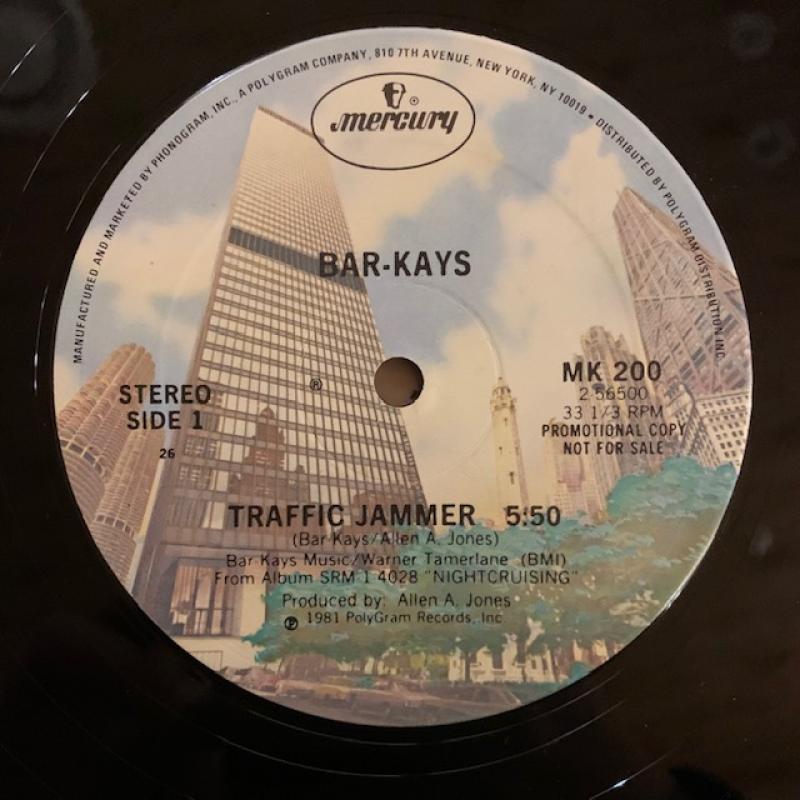 MANUFACTURED AND MARKETED BY PHONOGRAM, INC., A POLYGRAM COMPANY, 810 7TH AVENUE, NEW YORK, NY 10019 • DISTRIBUTED BY POLYGRAM DISTRIBUTION INC.
®
mercury
BAR-KAYS
STEREO
SIDE 1
26
®
MK 200
2-56500
33 1/3 RPM
PROMOTIONAL COPY
NOT FOR SALE
TRAFFIC JAMMER 5:50
(Bar-Kays/Allen A. Jones)
Bar-Kays Music/Warner Tamerlane (BMI)
From Album SRM 1 4028 "NIGHTCRUISING"
Produced by: Allen A. Jones
℗ 1981 PolyGram Records, Inc.